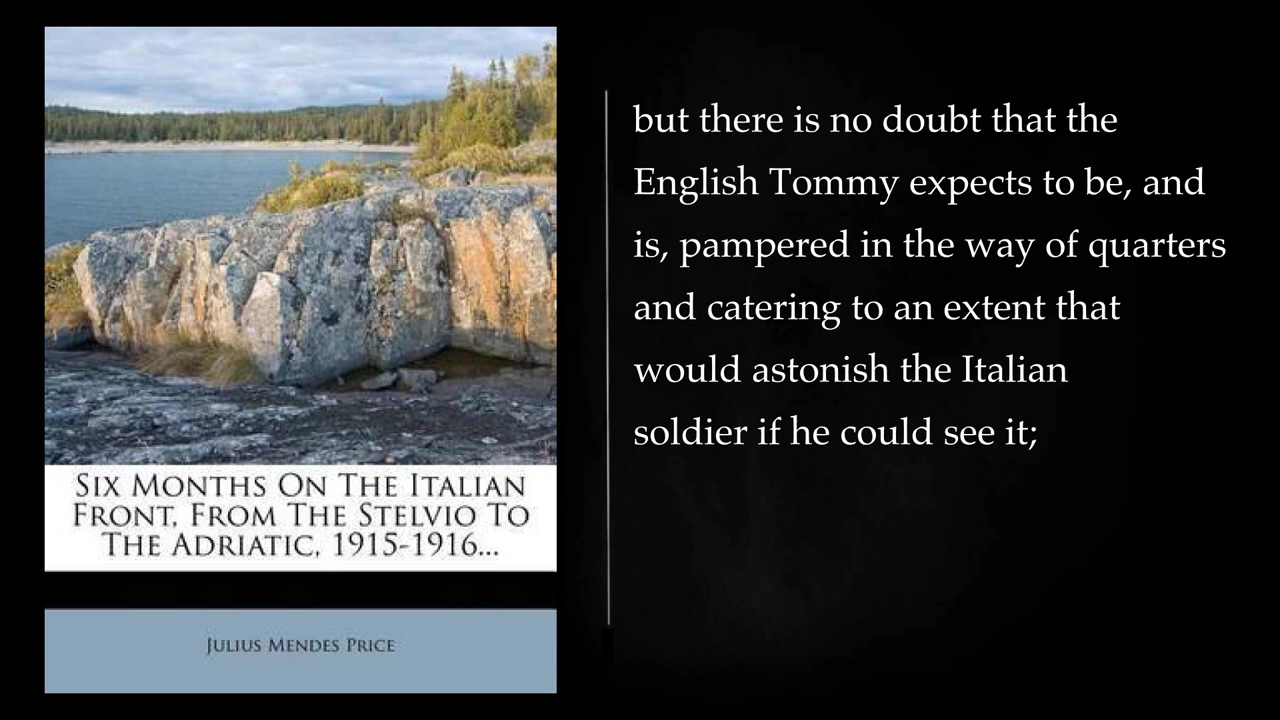 but there is no doubt that the
English Tommy expects to be, and
is, pampered in the way of quarters
and catering to an extent that
would astonish the Italian
soldier if he could see it;
Six Months On The Italian
Front, From The Stelvio To
The Adriatic, 1915-1916...
Julius Mendes Price